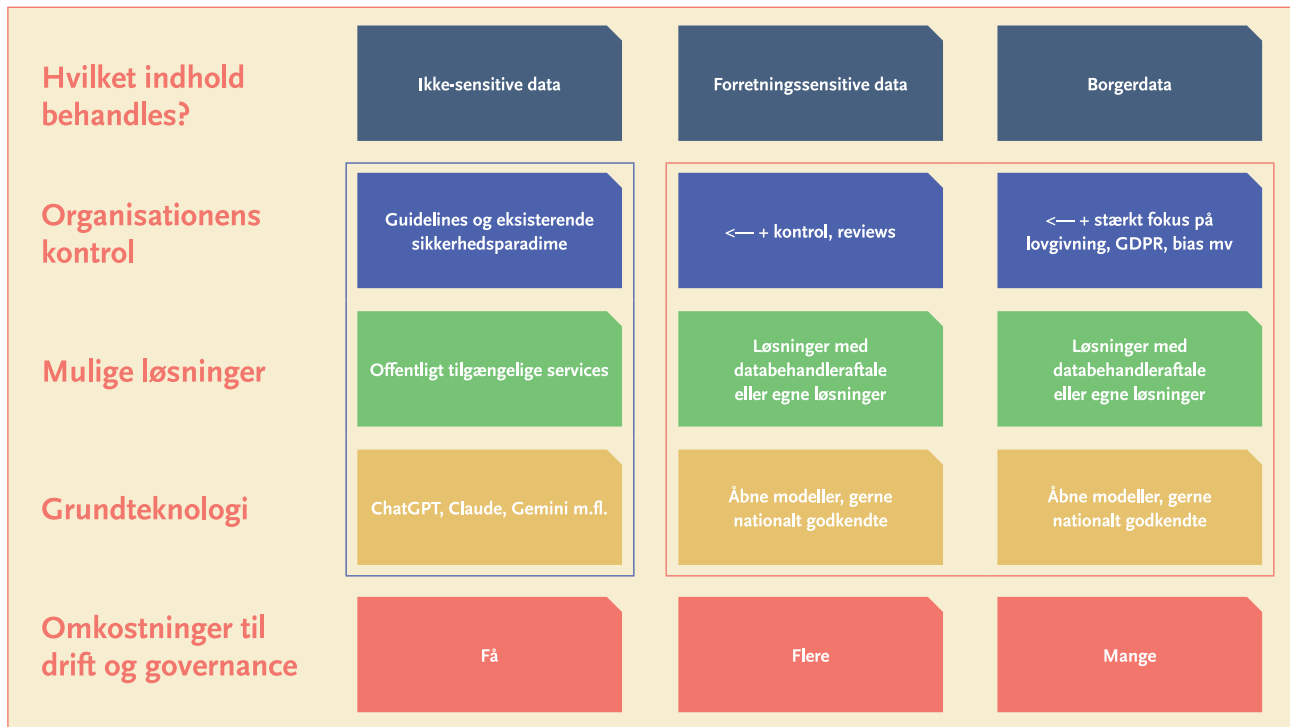 Hvilket indhold
behandles?
Ikke-sensitive data
Forretningssensitive data
Borgerdata
Organisationens
kontrol
Guidelines og eksisterende
sikkerhedsparadime
<— + kontrol, reviews
<— + stærkt fokus på
lovgivning, GDPR, bias mv
Mulige løsninger
Offentligt tilgængelige services
Løsninger med
databehandleraftale
eller egne løsninger
Løsninger med
databehandleraftale
eller egne løsninger
Grundteknologi
ChatGPT, Claude, Gemini m.fl.
Åbne modeller, gerne
nationalt godkendte
Åbne modeller, gerne
nationalt godkendte
Omkostninger til
drift og governance
Få
Flere
Mange